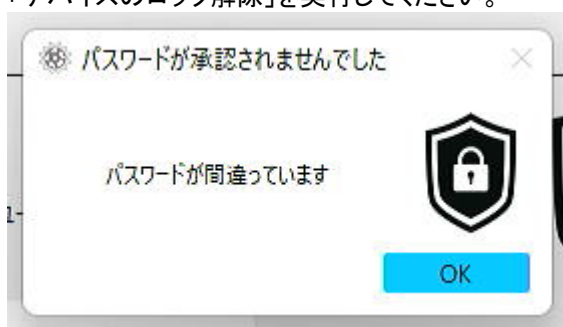 「デバイスのロック解除」を実行してください。
パスワードが承認されませんでした
パスワードが間違っています
ュー
OK